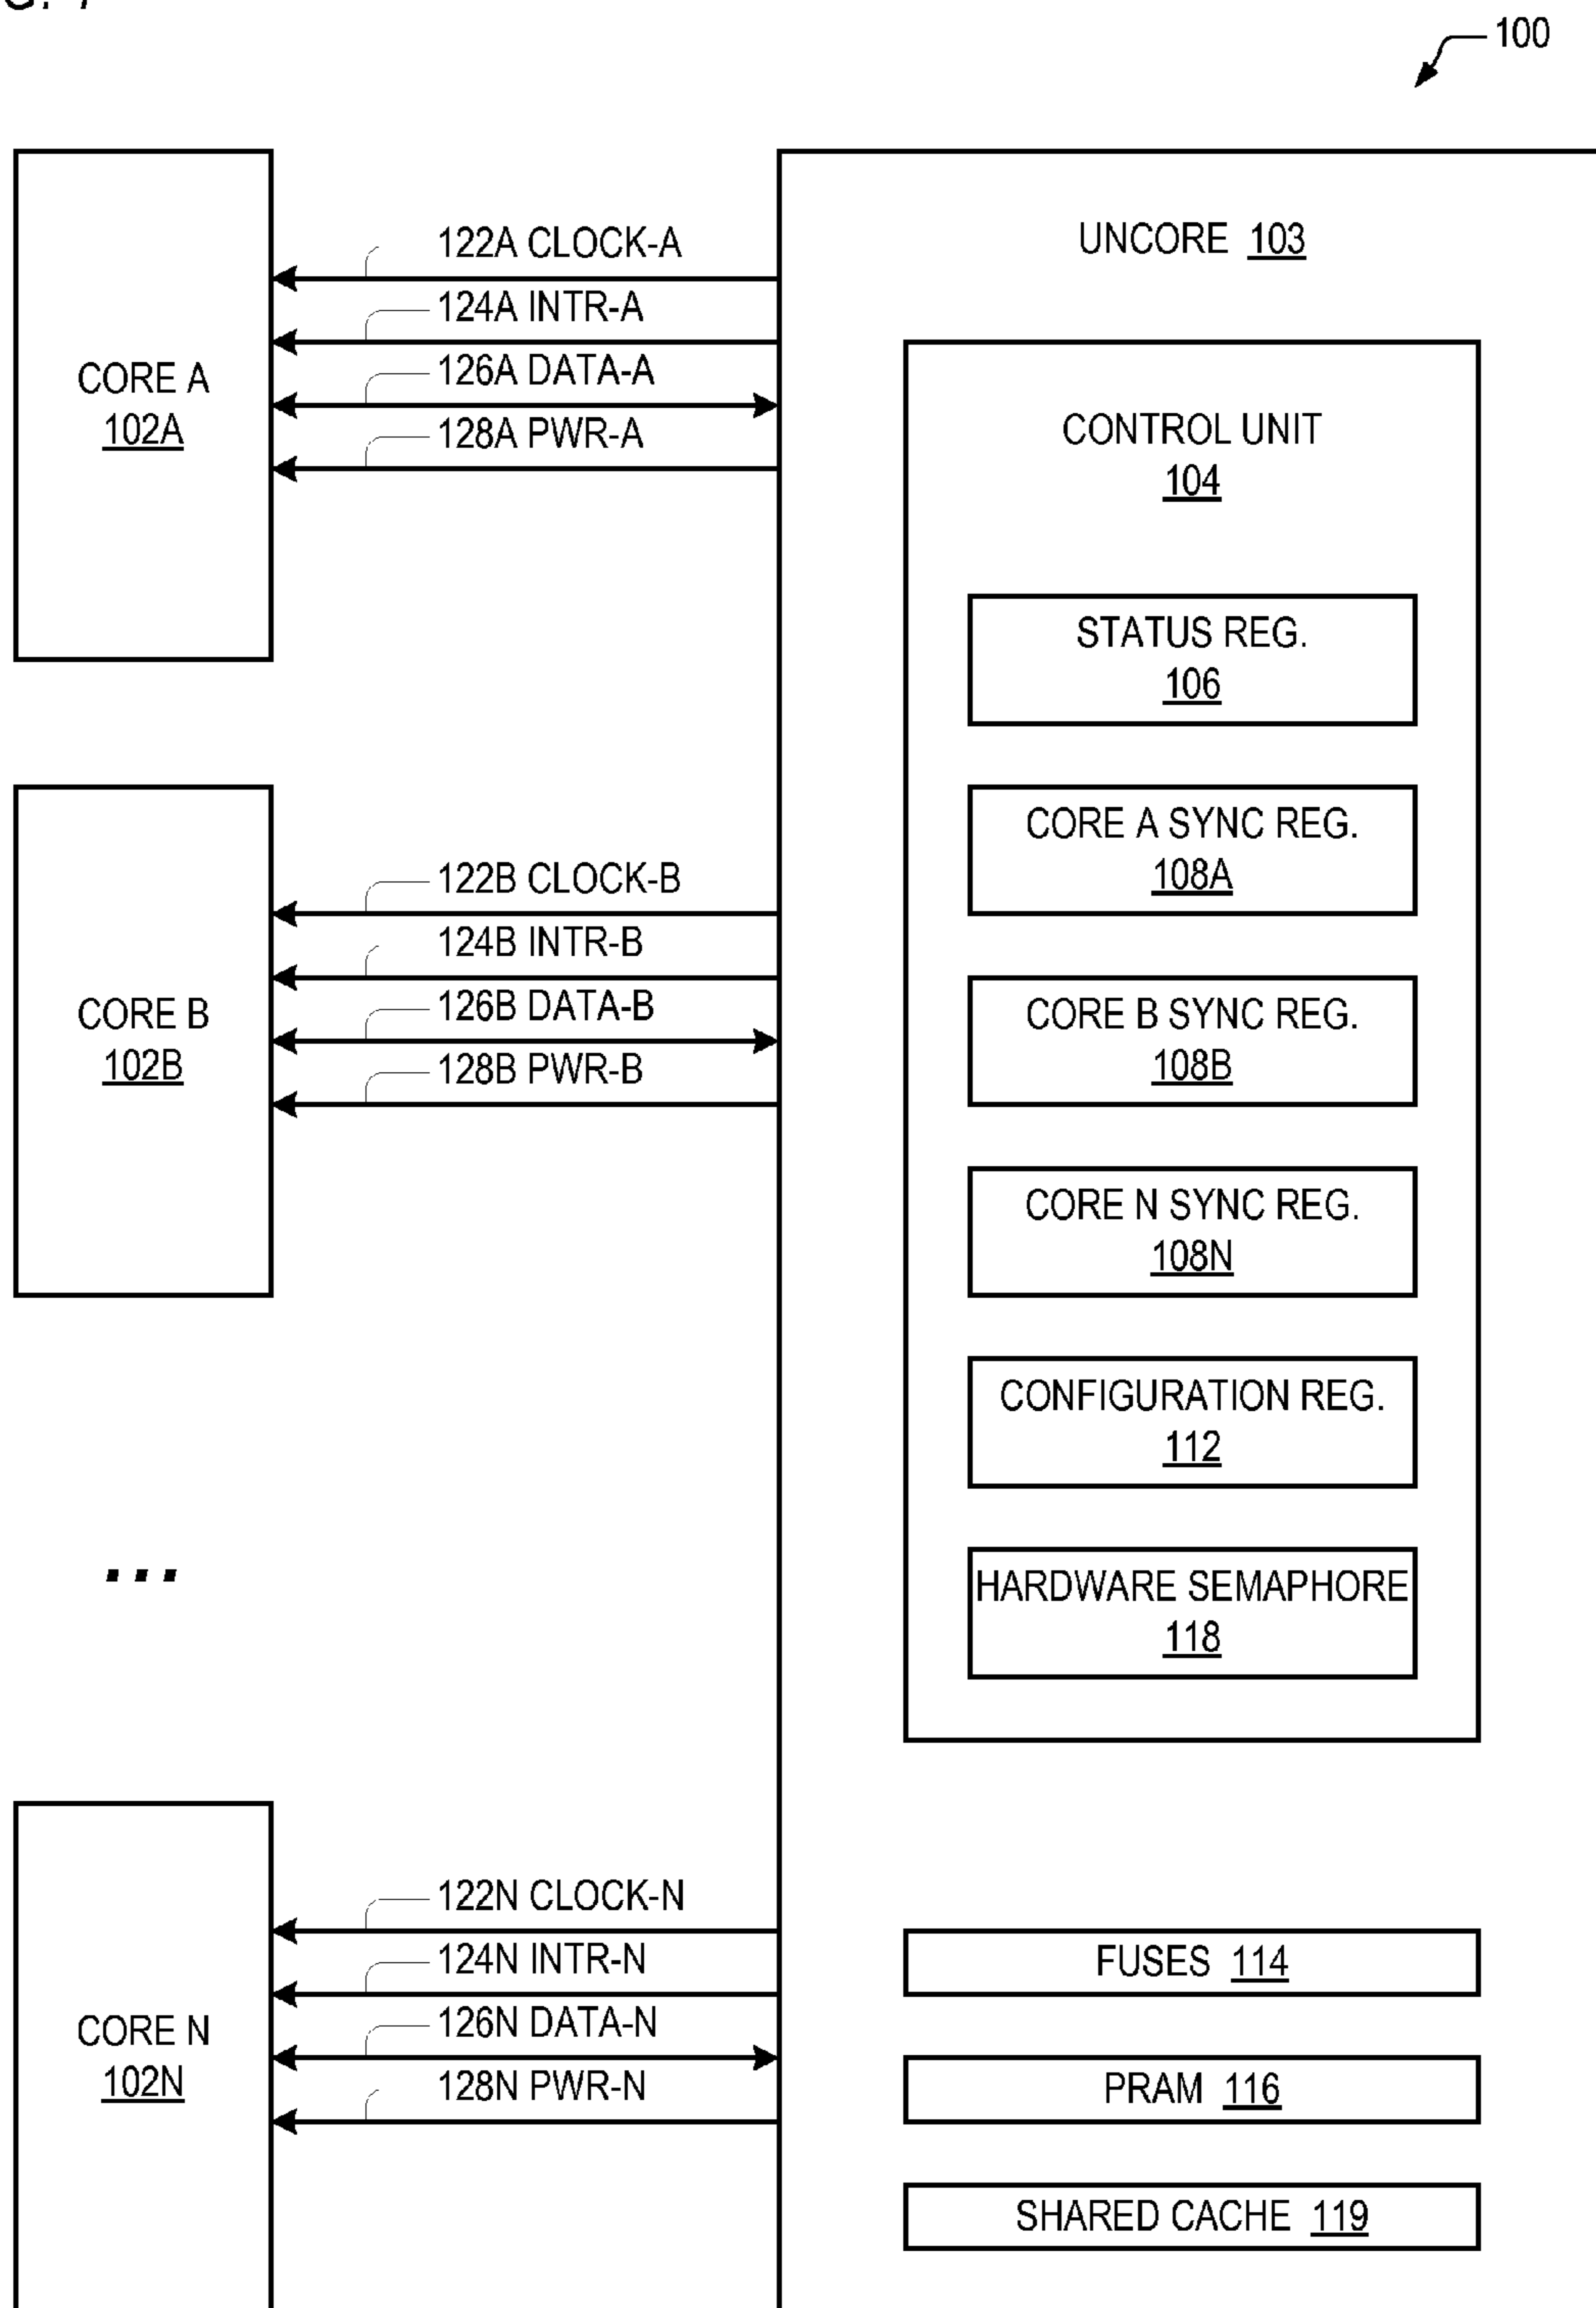 100
UNCORE 103
122A CLOCK-A
124A INTR-A
126A DATA-A
128A PWR-A
CORE A
102A
CONTROL UNIT
104
STATUS REG.
106
CORE A SYNC REG.
108A
122B CLOCK-B
124B INTR-B
126B DATA-B
128B PWR-B
CORE B
102B
CORE B SYNC REG.
108B
CORE N SYNC REG.
108N
CONFIGURATION REG.
112
...
HARDWARE SEMAPHORE
118
122N CLOCK-N
124N INTR-N
126N DATA-N
128N PWR-N
CORE N
102N
FUSES 114
PRAM 116
SHARED CACHE 119